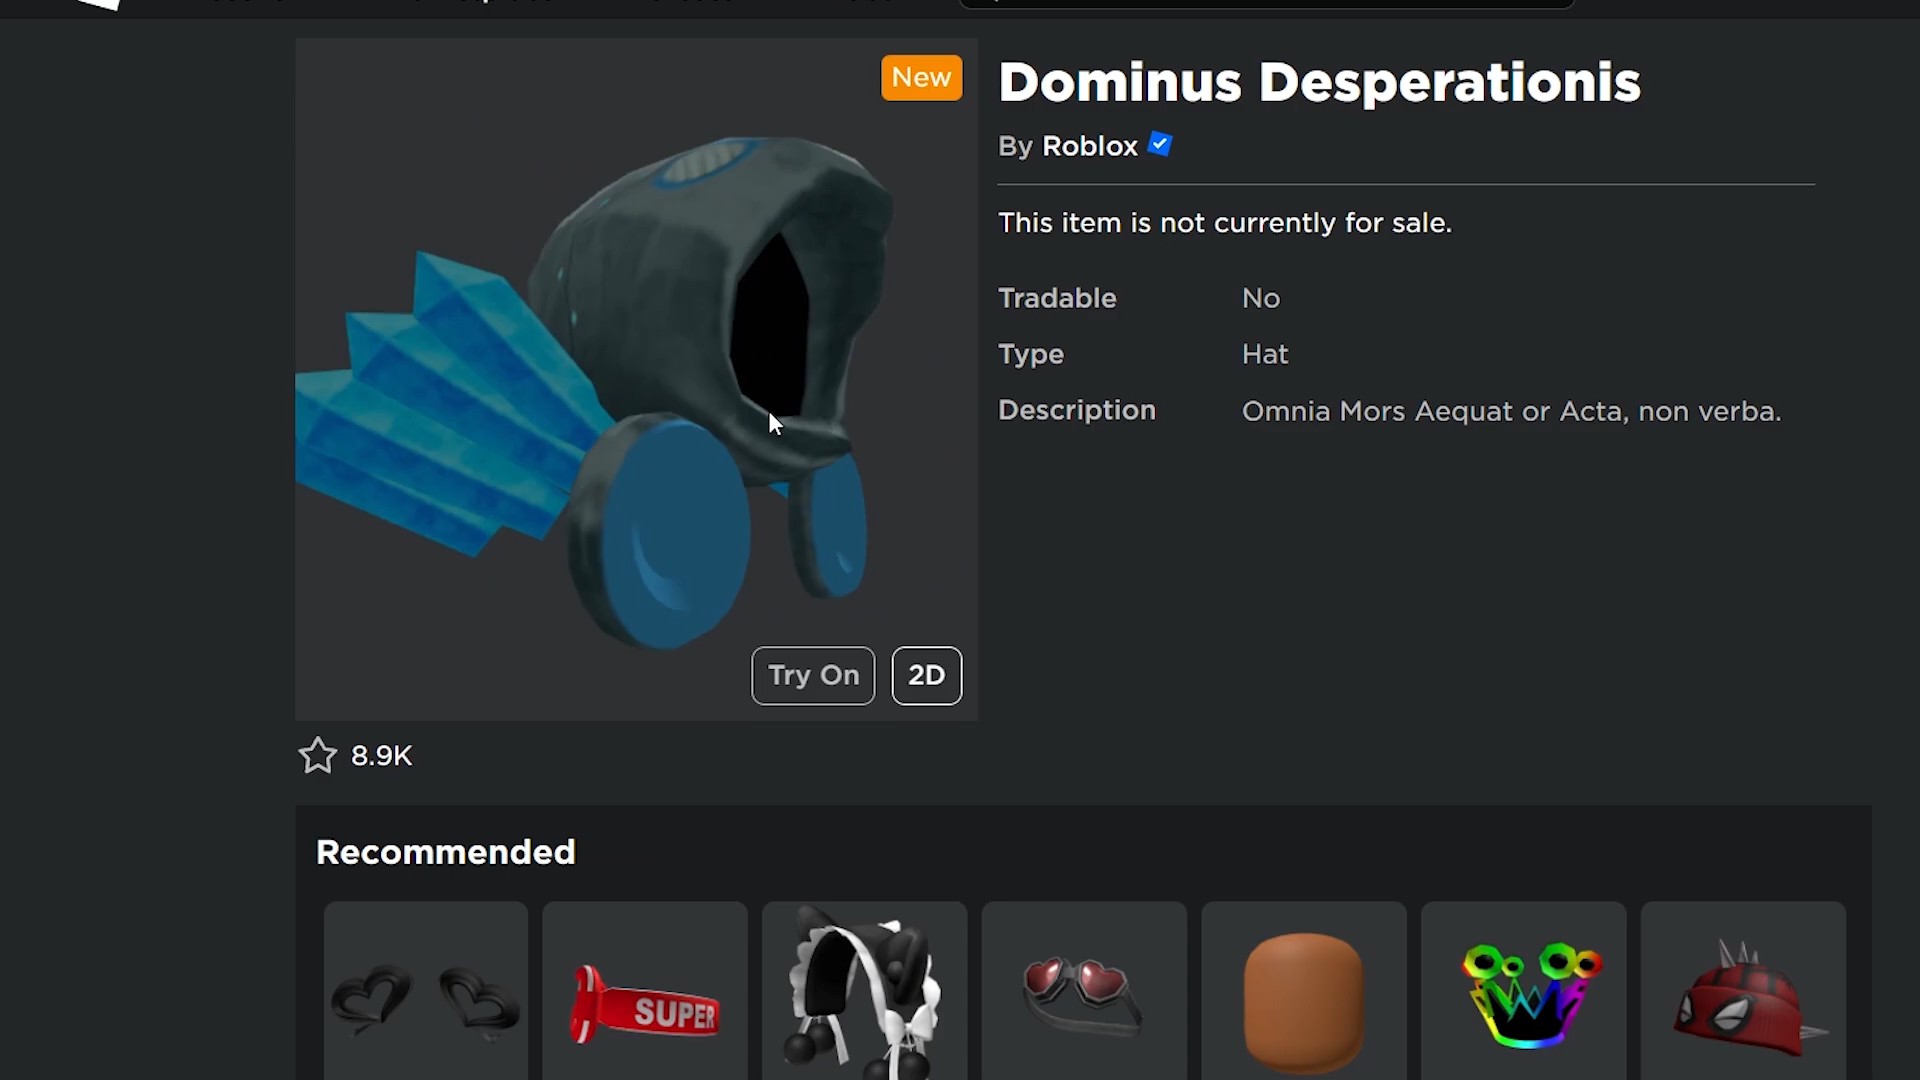 New
Dominus Desperationis
By Roblox
This item is not currently for sale.
Tradable No
Type Hat
Description Omnia Mors Aequat or Acta, non verba.
Try On 2D
8.9K
Recommended
SUPER